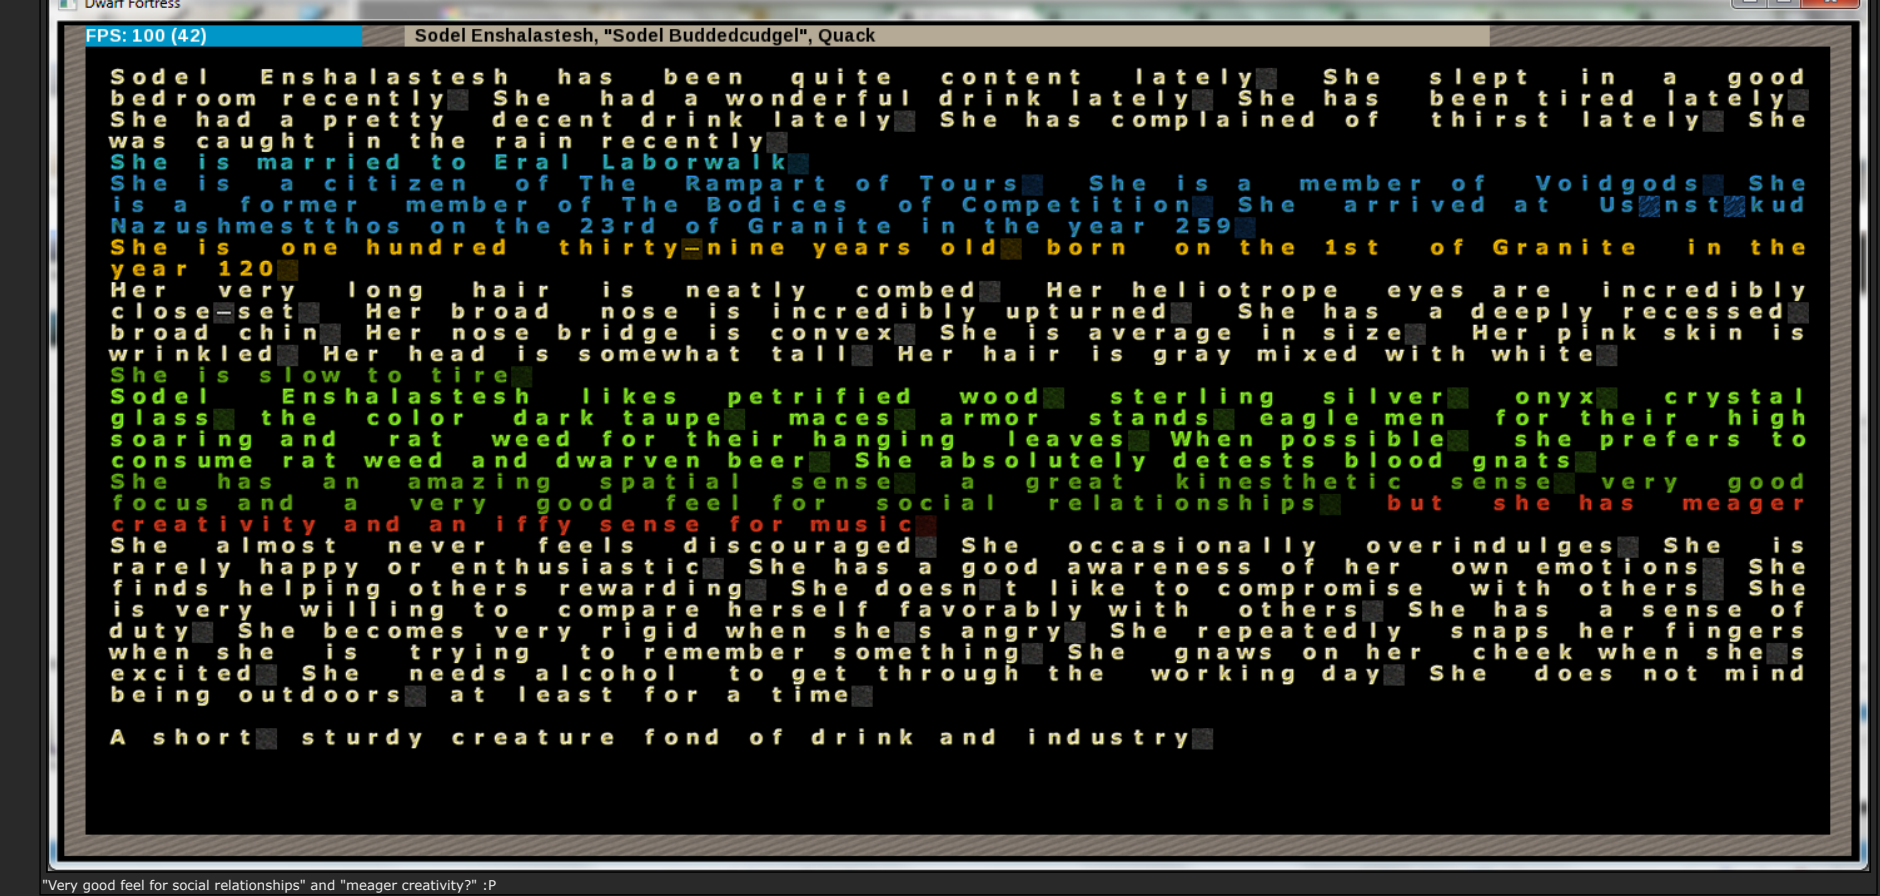 Dwarf Fortress
FPS: 100 (42)
Sodel Enshalastesh, "Sodel Buddedcudgel", Quack
Sodel Enshalastesh has been quite content lately She slept in a good
bedroom recently She had a wonderful drink lately She has been tired lately
She had a pretty decent drink lately She has complained of thirst lately She
was caught in the rain recently
She is married to Eral Laborwalk
She is a citizen of The Rampart of Tours She is a member of Voidgods She
is a former member of The Bodices of Competition She arrived at Us nst kud
Nazushmestthos on the 23rd of Granite in the year 259
She is one hundred thirty-nine years old born on the 1st of Granite in the
year 120
Her very long hair is neatly combed Her heliotrope eyes are incredibly
close-set Her broad nose is incredibly upturned She has a deeply recessed
broad chin Her nose bridge is convex She is average in size Her pink skin is
wrinkled Her head is somewhat tall Her hair is gray mixed with white
She is slow to tire
Sodel Enshalastesh likes petrified wood sterling silver onyx crystal
glass the color dark taupe maces armor stands eagle men for their high
soaring and rat weed for their hanging leaves When possible she prefers to
consume rat weed and dwarven beer She absolutely detests blood gnats
She has an amazing spatial sense a great kinesthetic sense very good
focus and a very good feel for social relationships but she has meager
creativity and an iffy sense for music
She almost never feels discouraged She occasionally overindulges She is
rarely happy or enthusiastic She has a good awareness of her own emotions She
finds helping others rewarding She doesn t like to compromise with others She
is very willing to compare herself favorably with others She has a sense of
duty She becomes very rigid when she s angry She repeatedly snaps her fingers
when she is trying to remember something She gnaws on her cheek when she s
excited She needs alcohol to get through the working day She does not mind
being outdoors at least for a time
A short sturdy creature fond of drink and industry
"Very good feel for social relationships" and "meager creativity?" :P